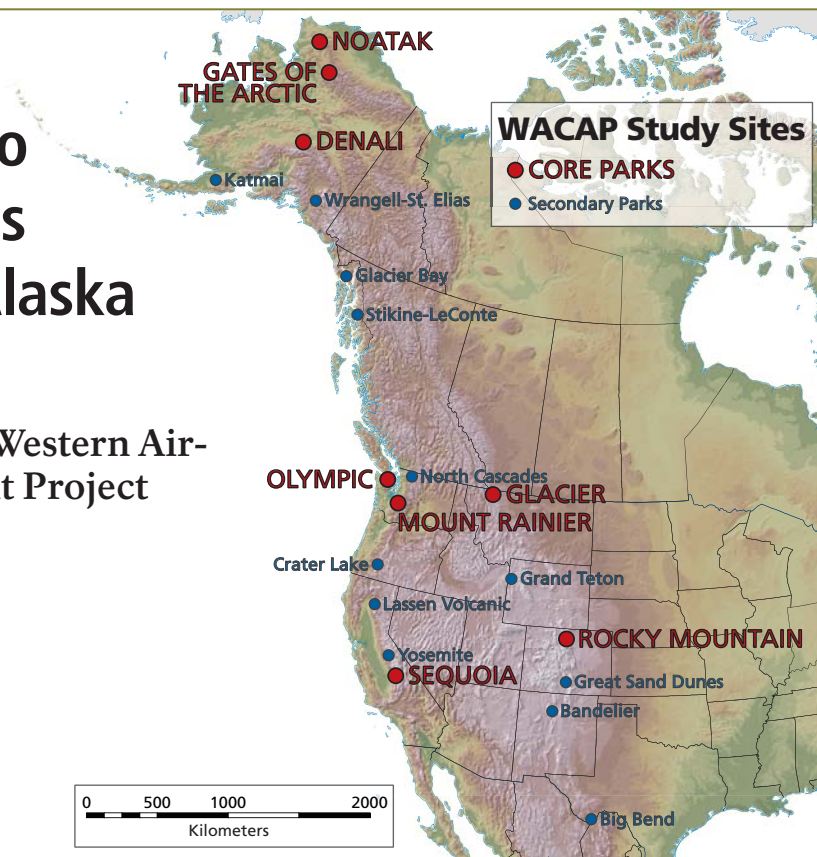 o
s
laska
Western Air-
t Project
NOATAK
GATES OF
THE ARCTIC
DENALI
Katmai
Wrangell-St. Elias
Glacier Bay
Stikine-LeConte
WACAP Study Sites
CORE PARKS
Secondary Parks
OLYMPIC
North Cascades
GLACIER
MOUNT RAINIER
Crater Lake
Grand Teton
Lassen Volcanic
ROCKY MOUNTAIN
Yosemite
SEQUOIA
Great Sand Dunes
Bandelier
0 500 1000 2000
Kilometers
Big Bend